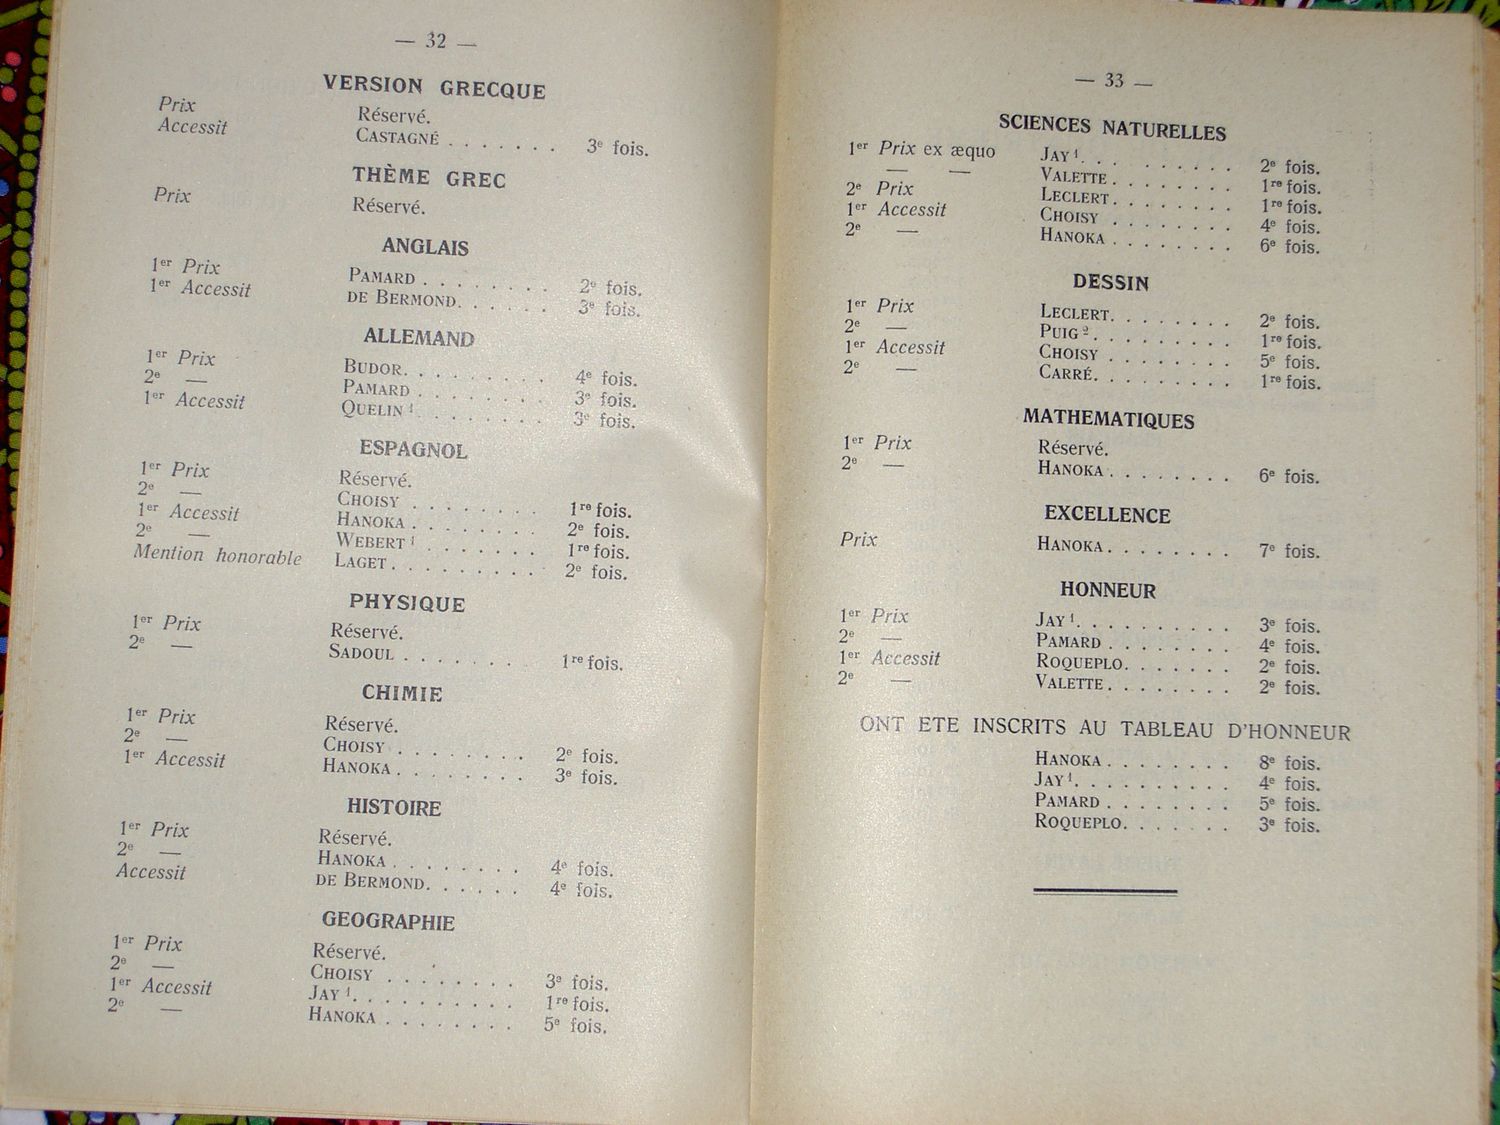 — 32 —
VERSION GRECQUE
Prix Réservé.
Accessit CASTAGNÉ . . . . . . . 3e fois.
THÈME GREC
Prix Réservé.
ANGLAIS
1er Prix PAMARD . . . . . . . . 2e fois.
1er Accessit DE BERMOND. . . . . . 3e fois.
ALLEMAND
1er Prix BUDOR. . . . . . . . . 4e fois.
2e — PAMARD . . . . . . . . 3e fois.
1er Accessit QUELIN 1. . . . . . . . 3e fois.
ESPAGNOL
1er Prix Réservé.
2e — CHOISY . . . . . . . . 1re fois.
1er Accessit HANOKA . . . . . . . . 2e fois.
2e — WEBERT 1 . . . . . . . 1re fois.
Mention honorable LAGET . . . . . . . . . 2e fois.
PHYSIQUE
1er Prix Réservé.
2e — SADOUL . . . . . . . . 1re fois.
CHIMIE
1er Prix Réservé.
2e — CHOISY . . . . . . . . 2e fois.
1er Accessit HANOKA . . . . . . . . 3e fois.
HISTOIRE
1er Prix Réservé.
2e — HANOKA . . . . . . . . 4e fois.
Accessit DE BERMOND. . . . . . 4e fois.
GEOGRAPHIE
1er Prix Réservé.
2e — CHOISY . . . . . . . . 3e fois.
1er Accessit JAY 1. . . . . . . . . . 1re fois.
2e — HANOKA . . . . . . . . 5e fois.
— 33 —
SCIENCES NATURELLES
1er Prix ex æquo JAY 1. . . . . . . . . 2e fois.
— — VALETTE . . . . . . . . 1re fois.
2e Prix LECLERT . . . . . . . . 1re fois.
1er Accessit CHOISY . . . . . . . . 4e fois.
2e — HANOKA . . . . . . . . 6e fois.
DESSIN
1er Prix LECLERT. . . . . . . . 2e fois.
2e — PUIG 2. . . . . . . . . 1re fois.
1er Accessit CHOISY . . . . . . . . 5e fois.
2e — CARRÉ. . . . . . . . . 1re fois.
MATHEMATIQUES
1er Prix Réservé.
2e — HANOKA . . . . . . . . 6e fois.
EXCELLENCE
Prix HANOKA. . . . . . . . 7e fois.
HONNEUR
1er Prix JAY 1. . . . . . . . . . 3e fois.
2e — PAMARD . . . . . . . . 4e fois.
1er Accessit ROQUEPLO. . . . . . . 2e fois.
2e — VALETTE . . . . . . . . 2e fois.
ONT ETE INSCRITS AU TABLEAU D'HONNEUR
HANOKA . . . . . . . . 8e fois.
JAY 1. . . . . . . . . . 4e fois.
PAMARD . . . . . . . . 5e fois.
ROQUEPLO. . . . . . . 3e fois.